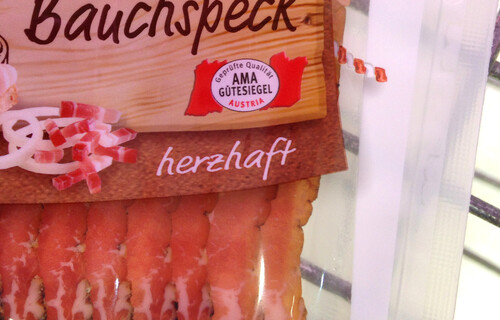 Bauchspeck
Geprüfte Qualität
AMA
GÜTESIEGEL
AUSTRIA
herzhaft